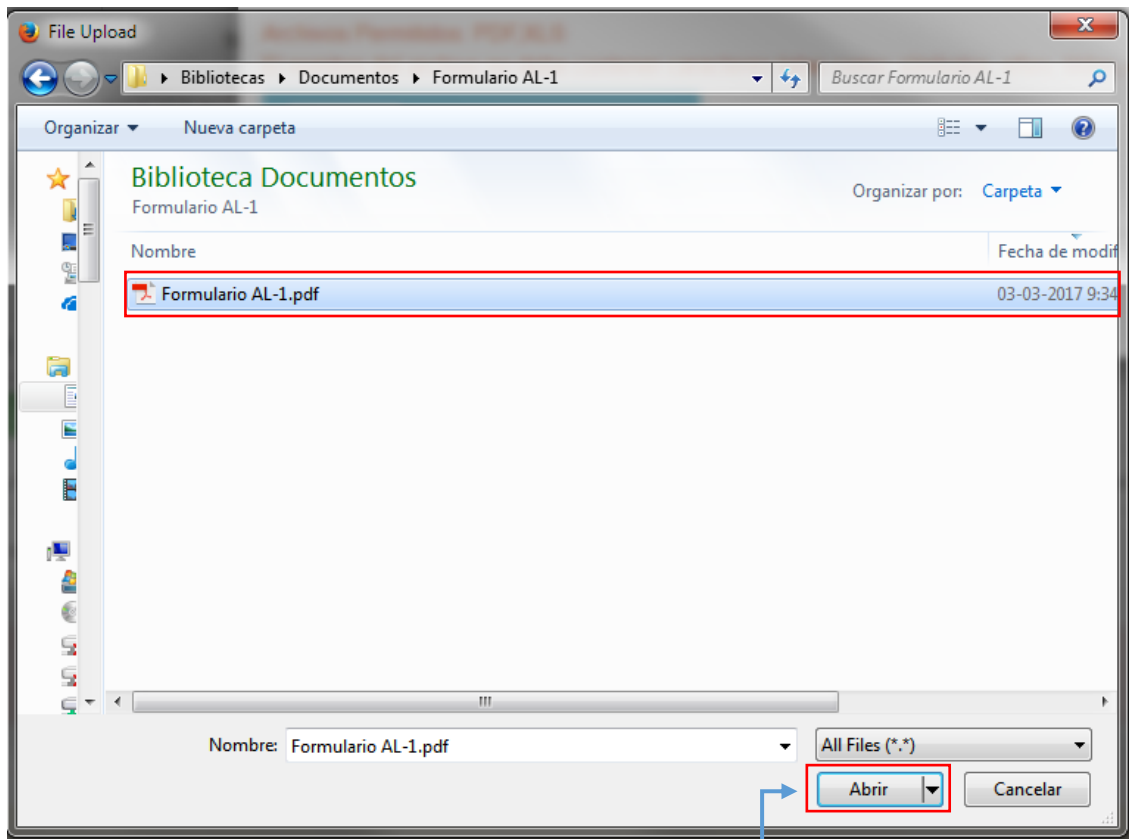 File Upload
Bibliotecas Documentos Formulario AL-1
Buscar Formulario AL-1
Organizar Nueva carpeta
Biblioteca Documentos
Formulario AL-1
Organizar por: Carpeta
Nombre Fecha de modif
Formulario AL-1.pdf 03-03-2017 9:34
Nombre: Formulario AL-1.pdf All Files (*.*)
Abrir Cancelar